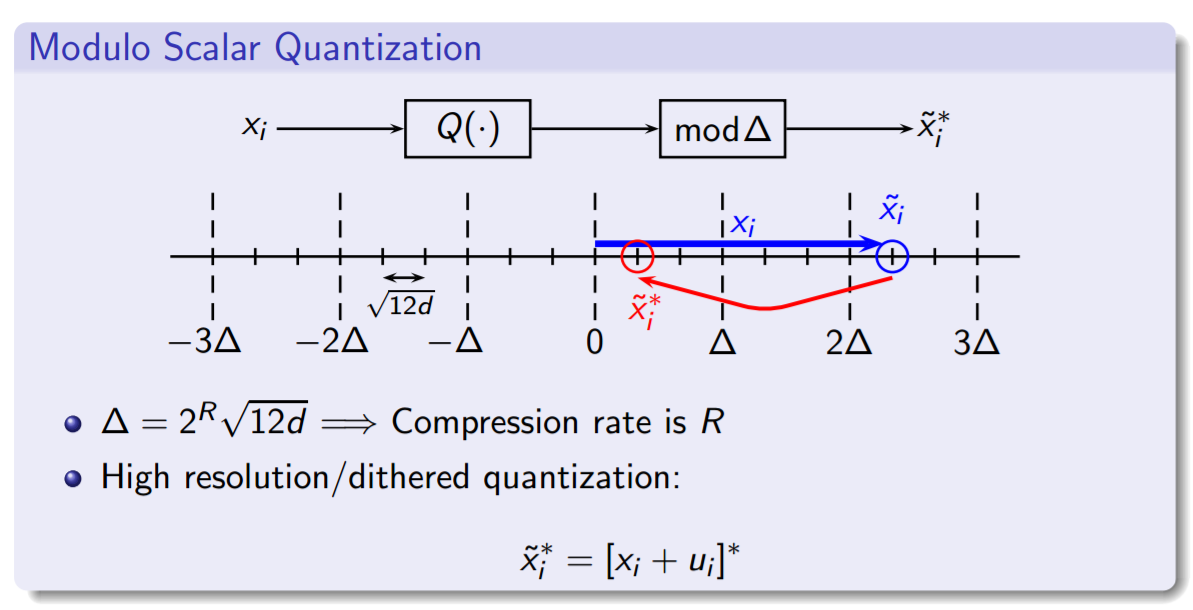 Modulo Scalar Quantization
xᵢ Q(·) mod Δ x̃ᵢ*
xᵢ x̃ᵢ
√12d x̃ᵢ*
−3Δ −2Δ −Δ 0 Δ 2Δ 3Δ
Δ = 2ᴿ√12d ⟹ Compression rate is R
High resolution/dithered quantization:
x̃ᵢ* = [xᵢ + uᵢ]*